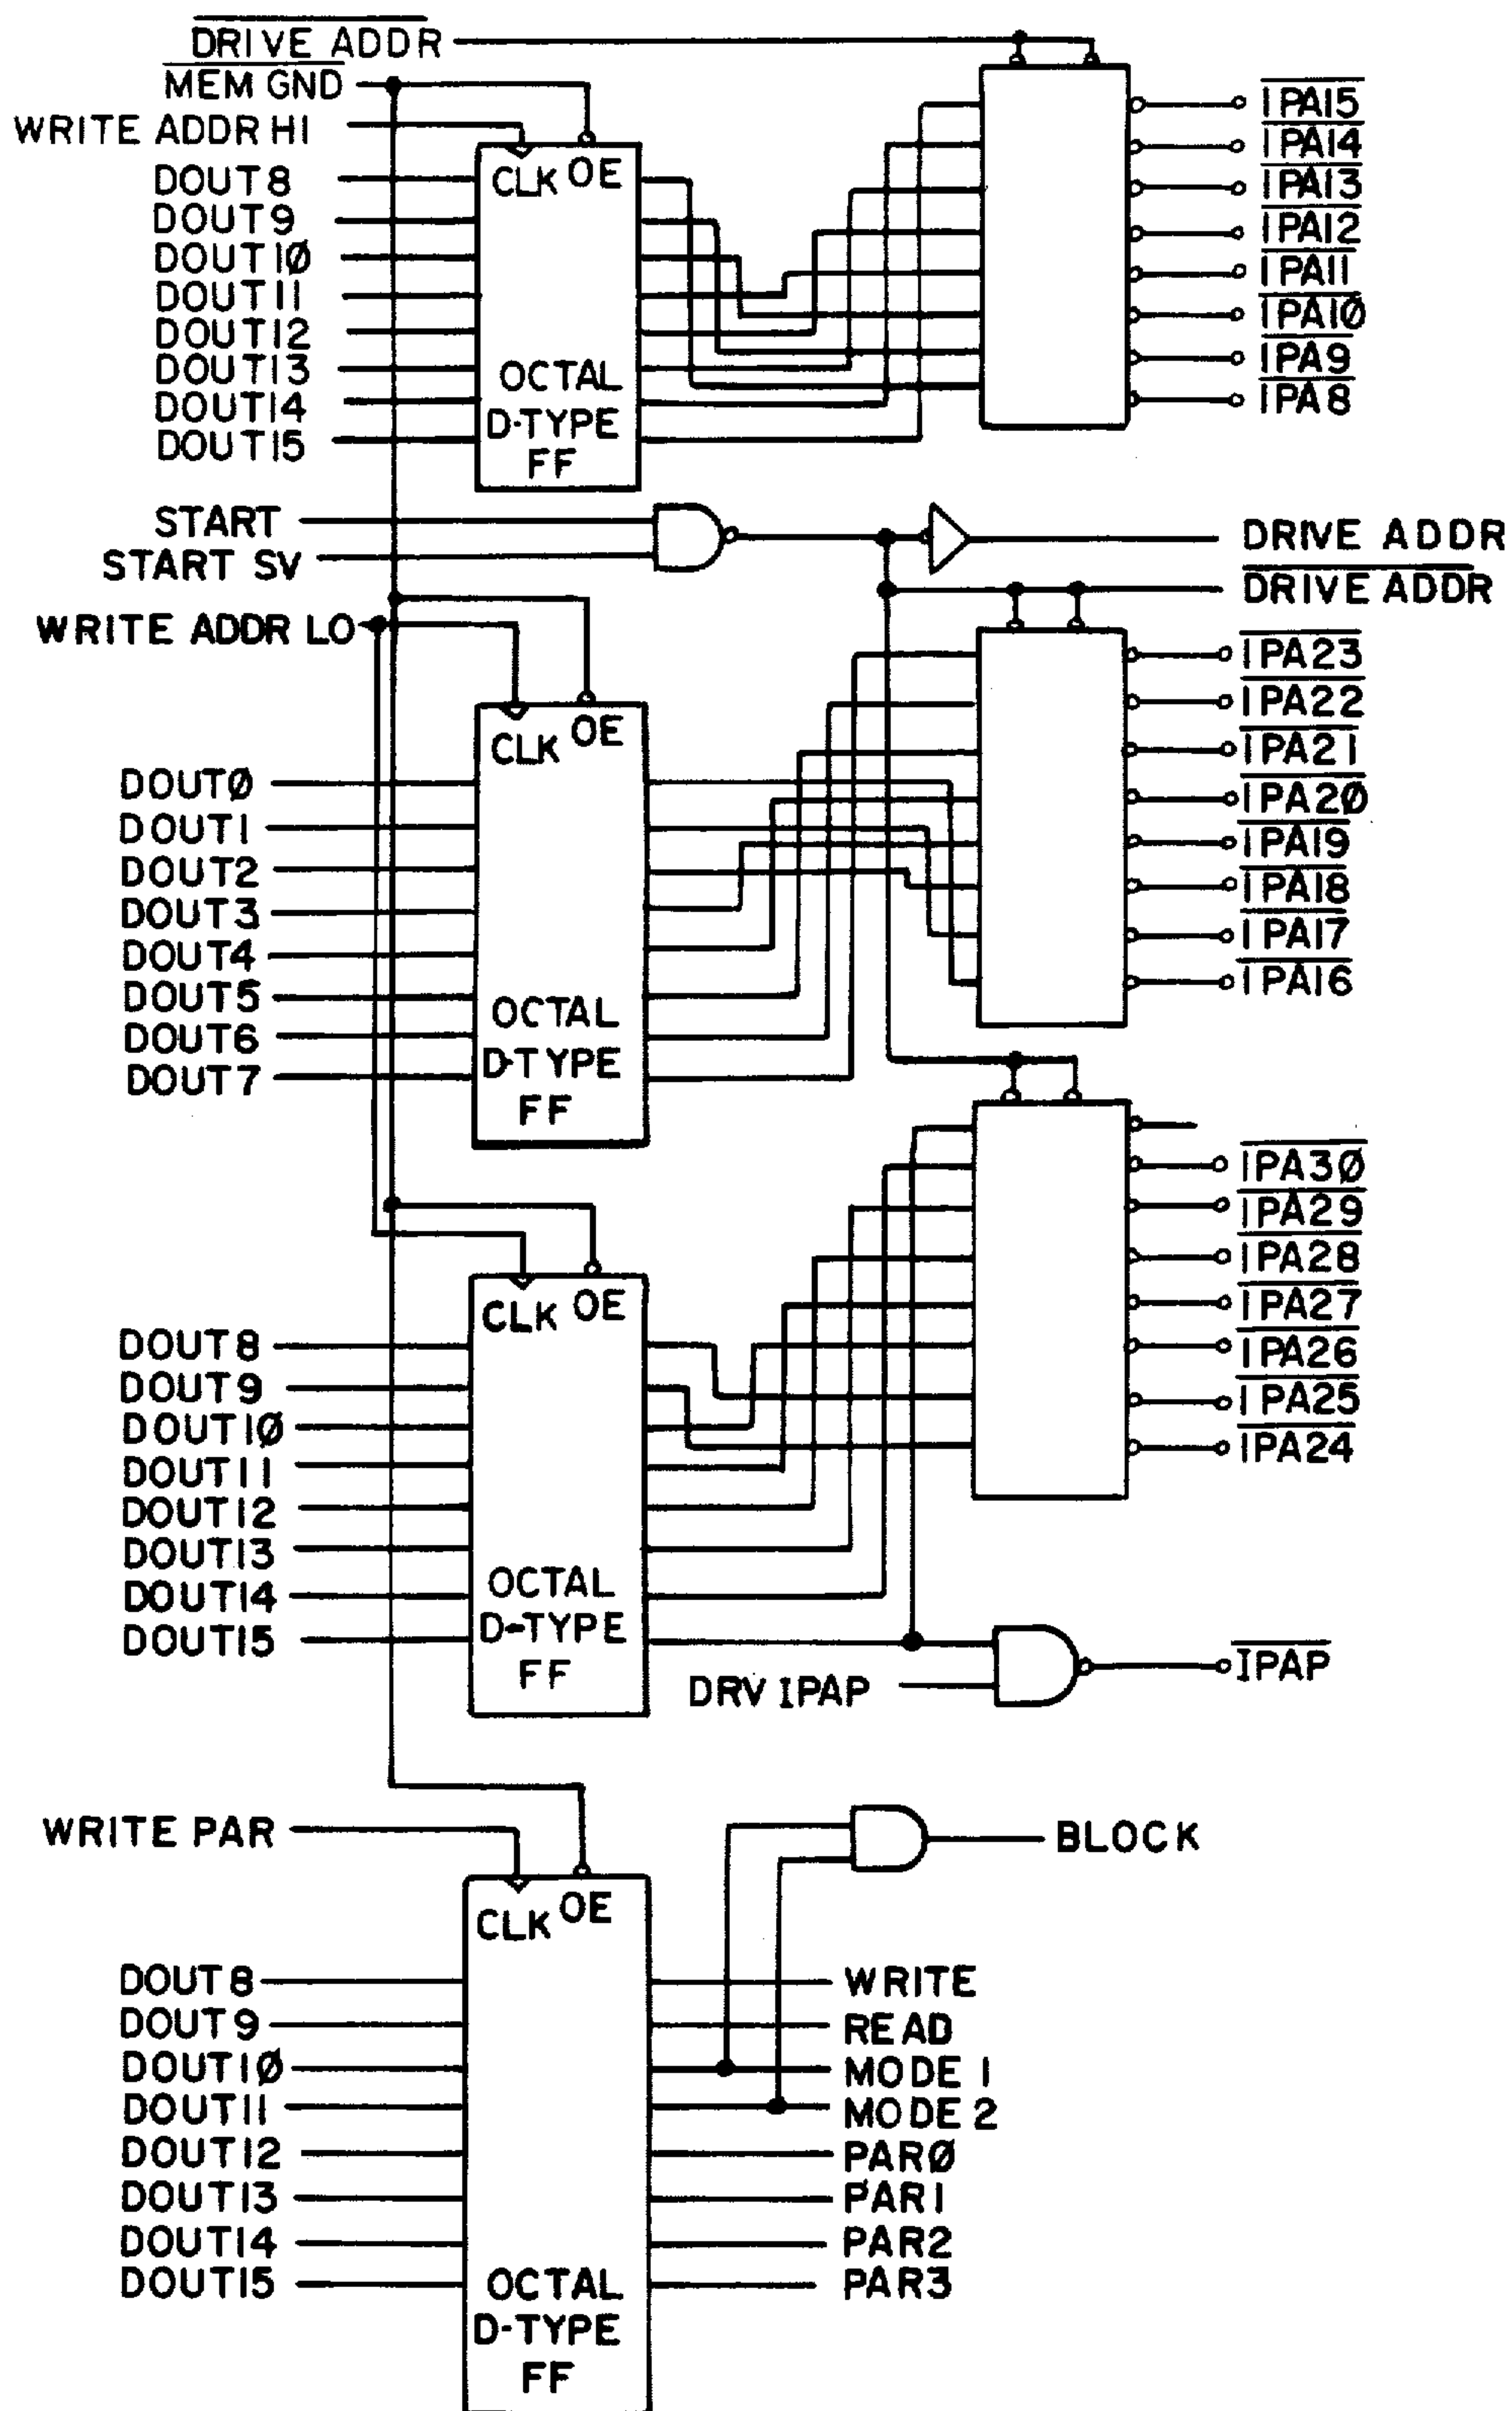 DRIVE ADDR
MEM GND
WRITE ADDR HI
DOUT8
DOUT9
DOUT1Ø
DOUT11
DOUT12
DOUT13
DOUT14
DOUT15
CLK OE
OCTAL
D-TYPE
FF
IPA15
IPA14
IPA13
IPA12
IPA11
IPA1Ø
IPA9
IPA8
START
START SV
DRIVE ADDR
DRIVE ADDR
WRITE ADDR LO
DOUTØ
DOUT1
DOUT2
DOUT3
DOUT4
DOUT5
DOUT6
DOUT7
CLK OE
OCTAL
D-TYPE
FF
IPA23
IPA22
IPA21
IPA2Ø
IPA19
IPA18
IPA17
IPA16
DOUT8
DOUT9
DOUT1Ø
DOUT11
DOUT12
DOUT13
DOUT14
DOUT15
CLK OE
OCTAL
D-TYPE
FF
IPA3Ø
IPA29
IPA28
IPA27
IPA26
IPA25
IPA24
DRV IPAP
IPAP
WRITE PAR
BLOCK
DOUT8
DOUT9
DOUT1Ø
DOUT11
DOUT12
DOUT13
DOUT14
DOUT15
CLK OE
OCTAL
D-TYPE
FF
WRITE
READ
MODE 1
MODE 2
PARØ
PAR1
PAR2
PAR3